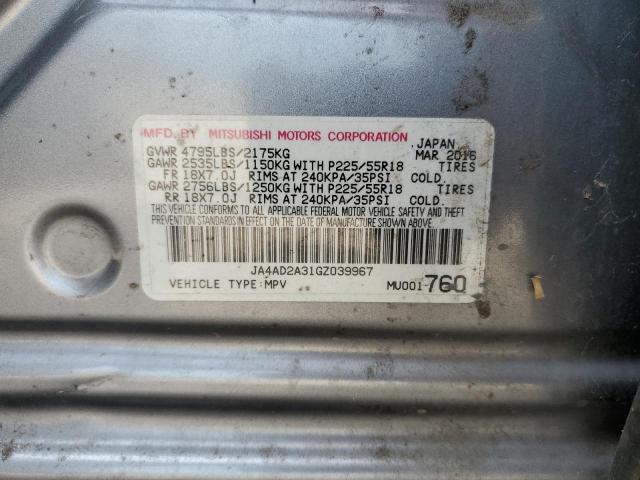 MFD. BY MITSUBISHI MOTORS CORPORATION
JAPAN
GVWR 4795LBS/2175KG MAR 2016
GAWR 2535LBS/1150KG WITH P225/55R18 TIRES
FR 18X7.0J RIMS AT 240KPA/35PSI COLD.
GAWR 2756LBS/1250KG WITH P225/55R18 TIRES
RR 18X7.0J RIMS AT 240KPA/35PSI COLD.
THIS VEHICLE CONFORMS TO ALL APPLICABLE FEDERAL MOTOR VEHICLE SAFETY AND THEFT
PREVENTION STANDARDS IN EFFECT ON THE DATE OF MANUFACTURE SHOWN ABOVE.
JA4AD2A31GZ039967
VEHICLE TYPE:MPV MU001-760